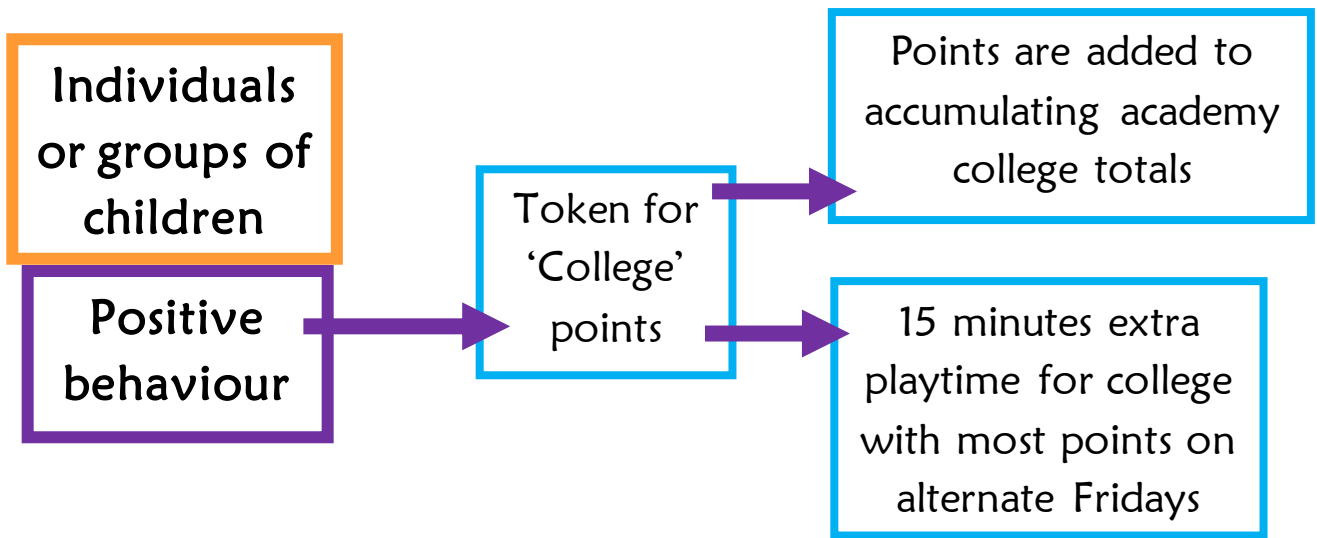 Individuals
or groups of
children
Positive
behaviour
Token for
‘College’
points
Points are added to
accumulating academy
college totals
15 minutes extra
playtime for college
with most points on
alternate Fridays